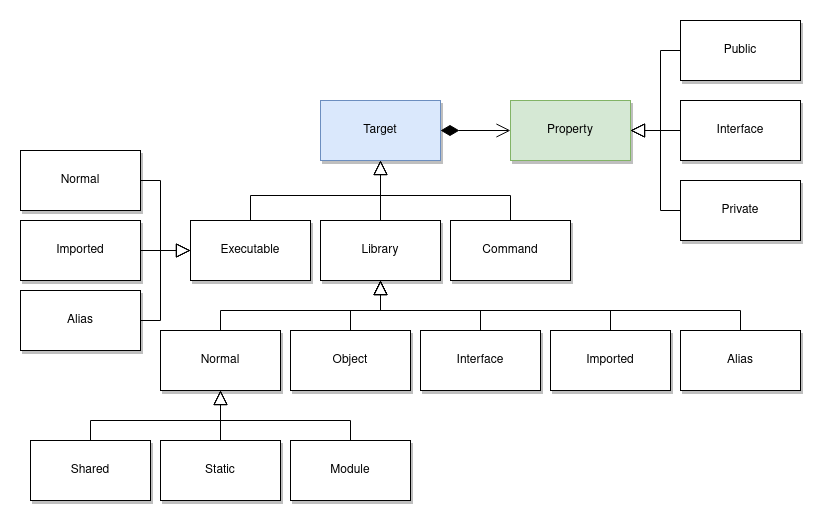 Public
Target
Property
Interface
Normal
Private
Imported
Executable
Library
Command
Alias
Normal
Object
Interface
Imported
Alias
Shared
Static
Module